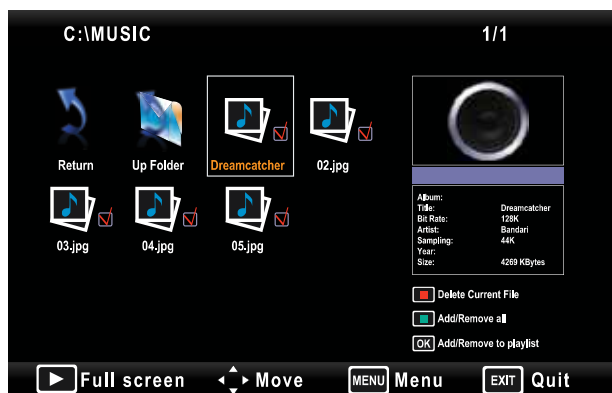 C:\MUSIC 1/1
Return Up Folder Dreamcatcher 02.jpg
03.jpg 04.jpg 05.jpg
Album:
Title: Dreamcatcher
Bit Rate: 128K
Artist: Bandari
Sampling: 44K
Year:
Size: 4269 KBytes
Delete Current File
Add/Remove all
OK Add/Remove to playlist
Full screen Move MENU Menu EXIT Quit